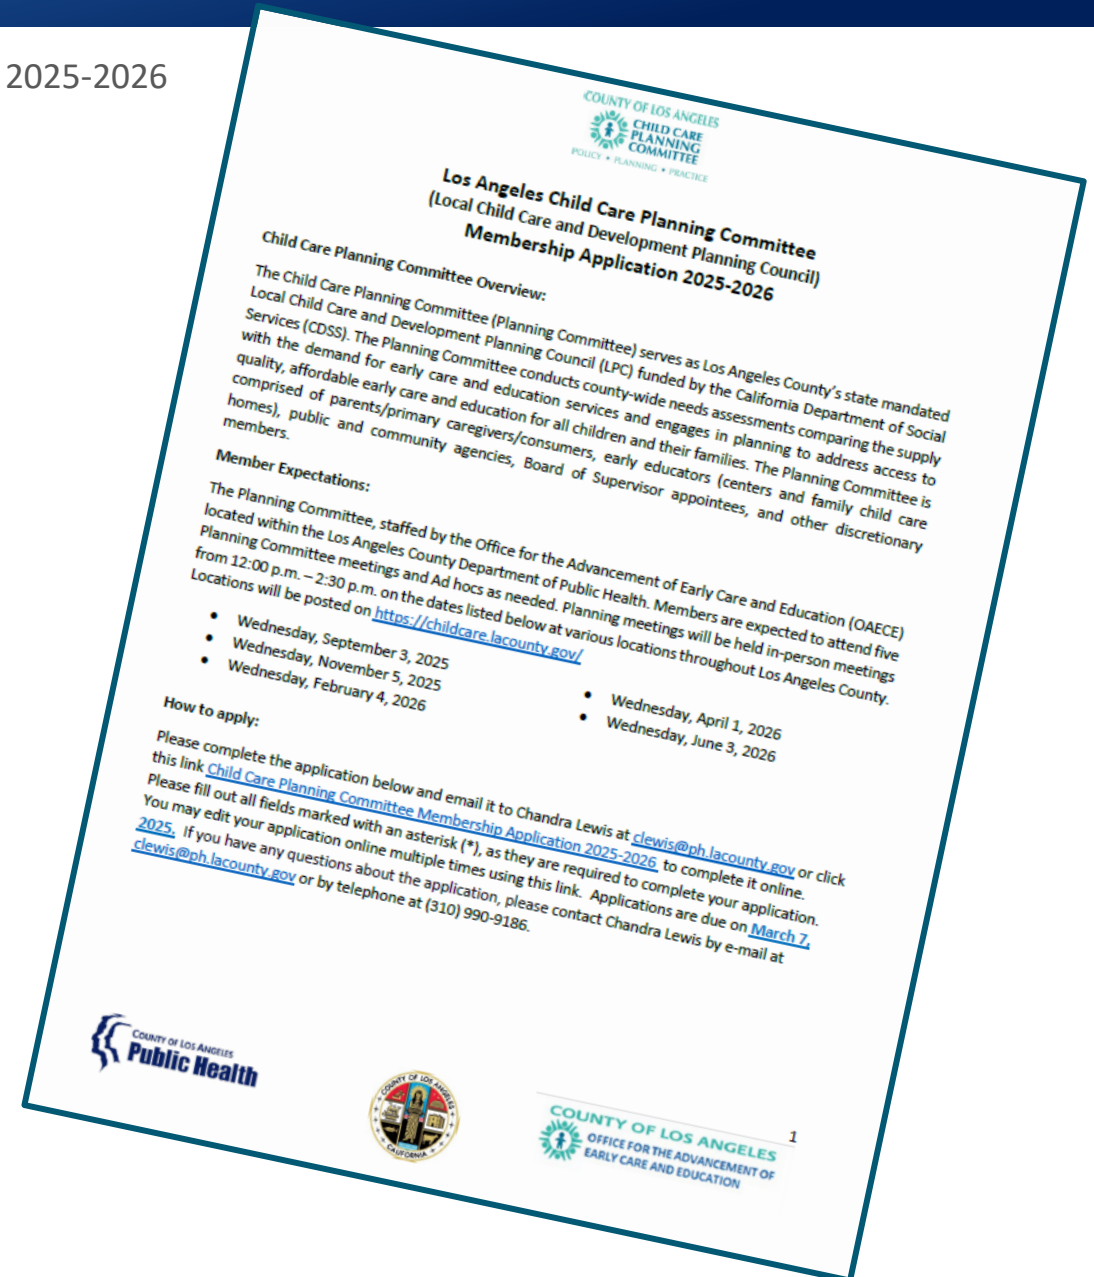 2025-2026
COUNTY OF LOS ANGELES
CHILD CARE
PLANNING
COMMITTEE
POLICY • PLANNING • PRACTICE
Los Angeles Child Care Planning Committee
(Local Child Care and Development Planning Council)
Membership Application 2025-2026
Child Care Planning Committee Overview:
The Child Care Planning Committee (Planning Committee) serves as Los Angeles County's state mandated
Local Child Care and Development Planning Council (LPC) funded by the California Department of Social
Services (CDSS). The Planning Committee conducts county-wide needs assessments comparing the supply
with the demand for early care and education services and engages in planning to address access to
quality, affordable early care and education for all children and their families. The Planning Committee is
comprised of parents/primary caregivers/consumers, early educators (centers and family child care
homes), public and community agencies, Board of Supervisor appointees, and other discretionary
members.
Member Expectations:
The Planning Committee, staffed by the Office for the Advancement of Early Care and Education (OAECE)
located within the Los Angeles County Department of Public Health. Members are expected to attend five
Planning Committee meetings and Ad hocs as needed. Planning meetings will be held in-person meetings
from 12:00 p.m. – 2:30 p.m. on the dates listed below at various locations throughout Los Angeles County.
Locations will be posted on https://childcare.lacounty.gov/
• Wednesday, September 3, 2025
• Wednesday, November 5, 2025
• Wednesday, February 4, 2026
• Wednesday, April 1, 2026
• Wednesday, June 3, 2026
How to apply:
Please complete the application below and email it to Chandra Lewis at clewis@ph.lacounty.gov or click
this link Child Care Planning Committee Membership Application 2025-2026 to complete it online.
Please fill out all fields marked with an asterisk (*), as they are required to complete your application.
You may edit your application online multiple times using this link. Applications are due on March 7,
2025. If you have any questions about the application, please contact Chandra Lewis by e-mail at
clewis@ph.lacounty.gov or by telephone at (310) 990-9186.
COUNTY OF LOS ANGELES
Public Health
COUNTY OF LOS ANGELES
CALIFORNIA
COUNTY OF LOS ANGELES
OFFICE FOR THE ADVANCEMENT OF
EARLY CARE AND EDUCATION
1